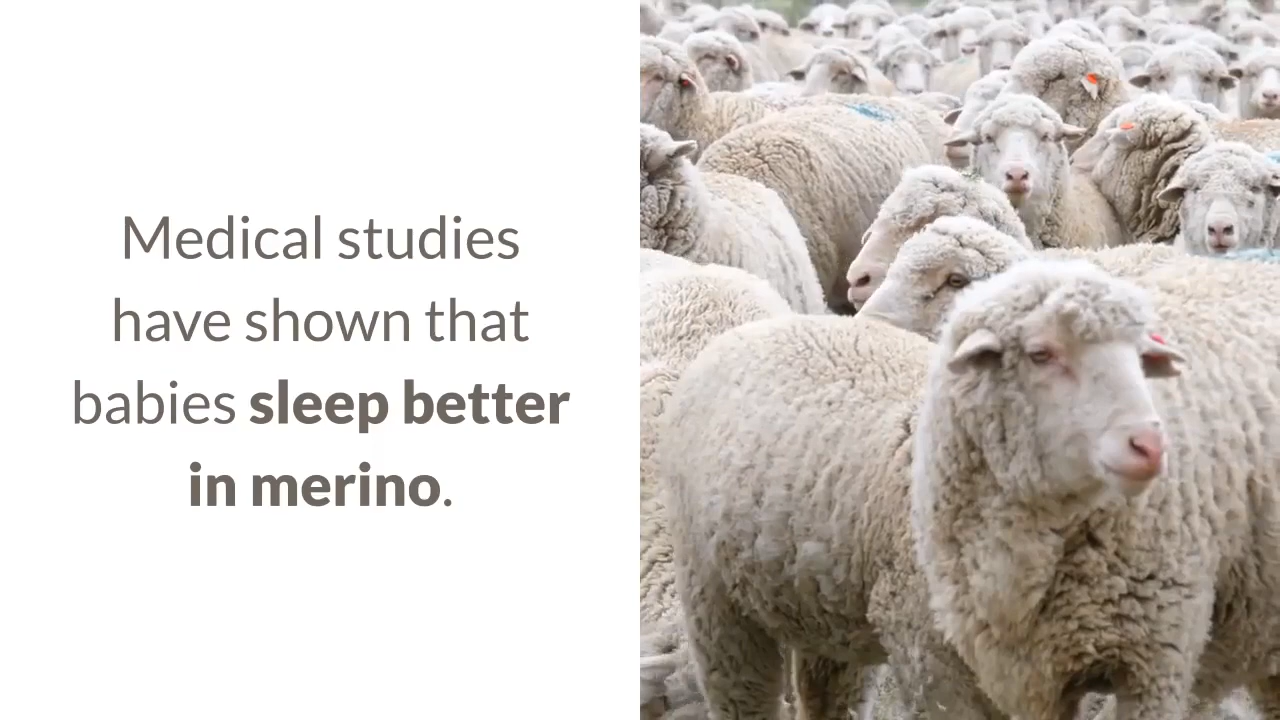 Medical studies
have shown that
babies sleep better
in merino.